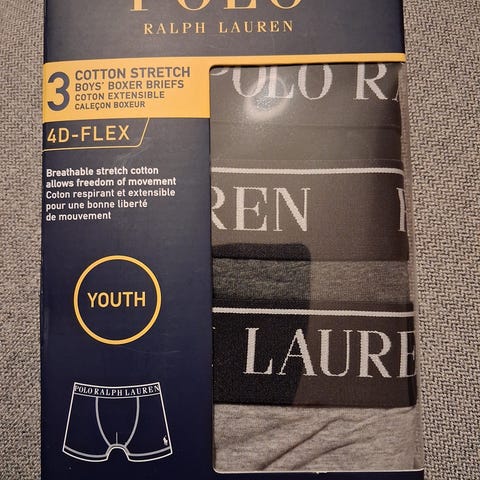 POLO
RALPH LAUREN
3 COTTON STRETCH
BOYS' BOXER BRIEFS
COTON EXTENSIBLE
CALEÇON BOXEUR
4D-FLEX
Breathable stretch cotton
allows freedom of movement
Coton respirant et extensible
pour une bonne liberté
de mouvement
YOUTH
POLO RALPH LAUREN
POLO RA
REN
LAURE